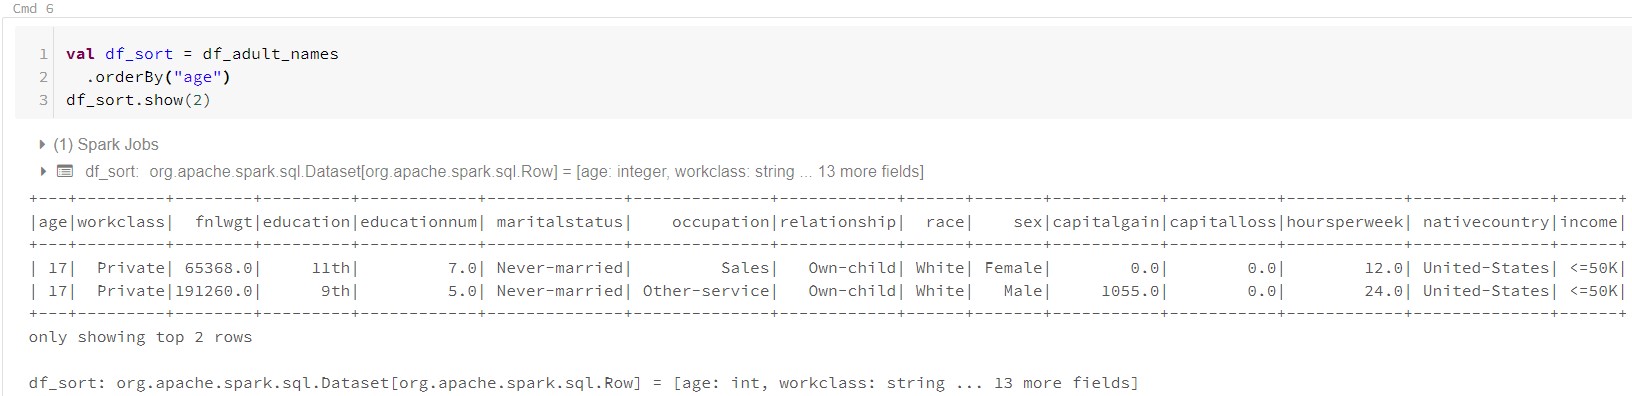 Cmd 6
1 val df_sort = df_adult_names
2   .orderBy("age")
3 df_sort.show(2)
(1) Spark Jobs
df_sort: org.apache.spark.sql.Dataset[org.apache.spark.sql.Row] = [age: integer, workclass: string ... 13 more fields]
+---+---------+--------+---------+------------+--------------+-------------+------------+------+-------+-----------+-----------+------------+--------------+------+
|age|workclass|  fnlwgt|education|educationnum| maritalstatus|   occupation|relationship|  race|    sex|capitalgain|capitalloss|hoursperweek| nativecountry|income|
+---+---------+--------+---------+------------+--------------+-------------+------------+------+-------+-----------+-----------+------------+--------------+------+
| 17|  Private| 65368.0|     11th|         7.0| Never-married|        Sales|   Own-child| White| Female|        0.0|        0.0|        12.0| United-States| <=50K|
| 17|  Private|191260.0|      9th|         5.0| Never-married|Other-service|   Own-child| White|   Male|     1055.0|        0.0|        24.0| United-States| <=50K|
+---+---------+--------+---------+------------+--------------+-------------+------------+------+-------+-----------+-----------+------------+--------------+------+
only showing top 2 rows
df_sort: org.apache.spark.sql.Dataset[org.apache.spark.sql.Row] = [age: int, workclass: string ... 13 more fields]